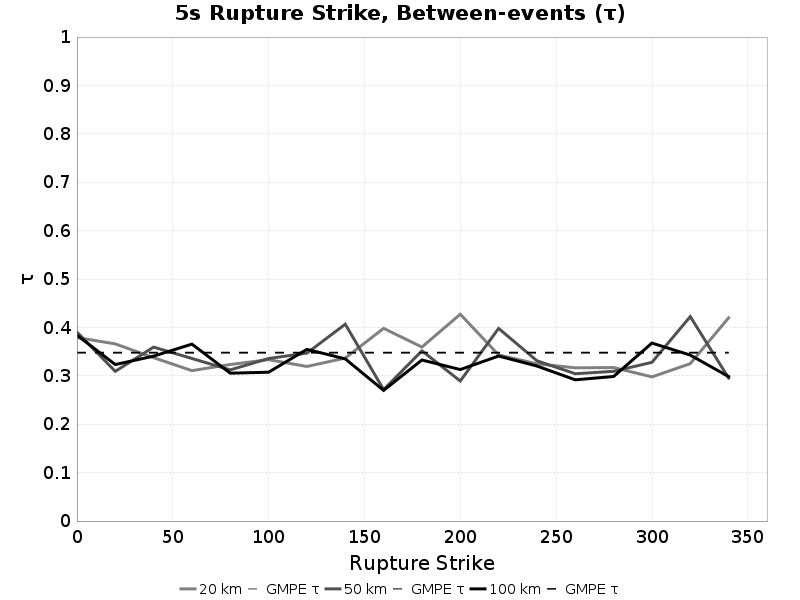 5s Rupture Strike, Between-events (τ)
1
0.9
0.8
0.7
0.6
0.5
0.4
0.3
0.2
0.1
0
τ
0 50 100 150 200 250 300 350
Rupture Strike
20 km GMPE τ 50 km GMPE τ 100 km GMPE τ